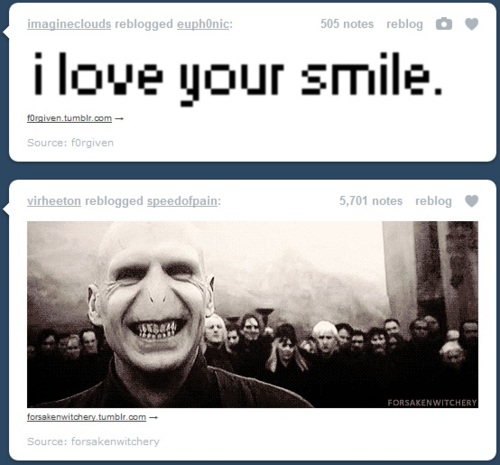 imagineclouds reblogged euph0nic: 505 notes reblog
i love your smile.
f0rgiven.tumblr.com →
Source: f0rgiven
virheeton reblogged speedofpain: 5,701 notes reblog
FORSAKENWITCHERY
forsakenwitchery.tumblr.com →
Source: forsakenwitchery